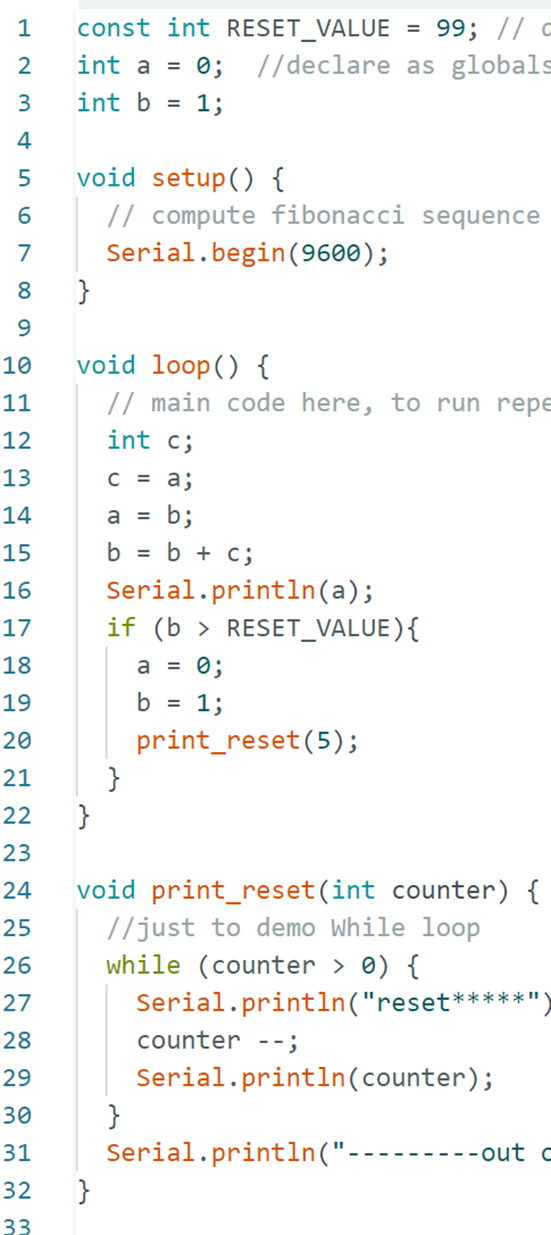 1 const int RESET_VALUE = 99; //
2 int a = 0;  //declare as globals
3 int b = 1;
4
5 void setup() {
6   // compute fibonacci sequence
7   Serial.begin(9600);
8 }
9
10 void loop() {
11   // main code here, to run
12   int c;
13   c = a;
14   a = b;
15   b = b + c;
16   Serial.println(a);
17   if (b > RESET_VALUE){
18     a = 0;
19     b = 1;
20     print_reset(5);
21   }
22 }
23
24 void print_reset(int counter) {
25   //just to demo While loop
26   while (counter > 0) {
27     Serial.println("reset*****")
28     counter --;
29     Serial.println(counter);
30   }
31   Serial.println("---------out
32 }
33